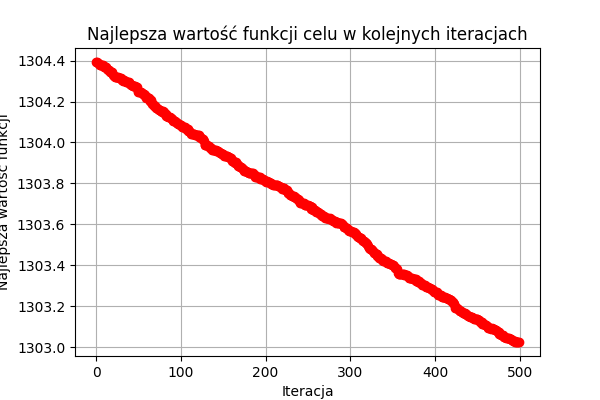 Najlepsza wartość funkcji celu w kolejnych iteracjach
Najlepsza wartość funkcji
1304.4
1304.2
1304.0
1303.8
1303.6
1303.4
1303.2
1303.0
0 100 200 300 400 500
Iteracja